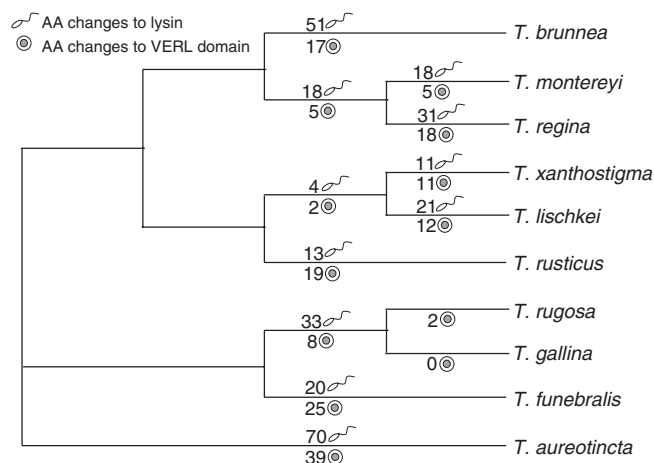 AA changes to lysin
AA changes to VERL domain
51
17
T. brunnea
18
5
18
5
T. montereyi
31
18
T. regina
4
2
11
11
T. xanthostigma
21
12
T. lischkei
13
19
T. rusticus
33
8
2
T. rugosa
0
T. gallina
20
25
T. funebralis
70
39
T. aureotincta